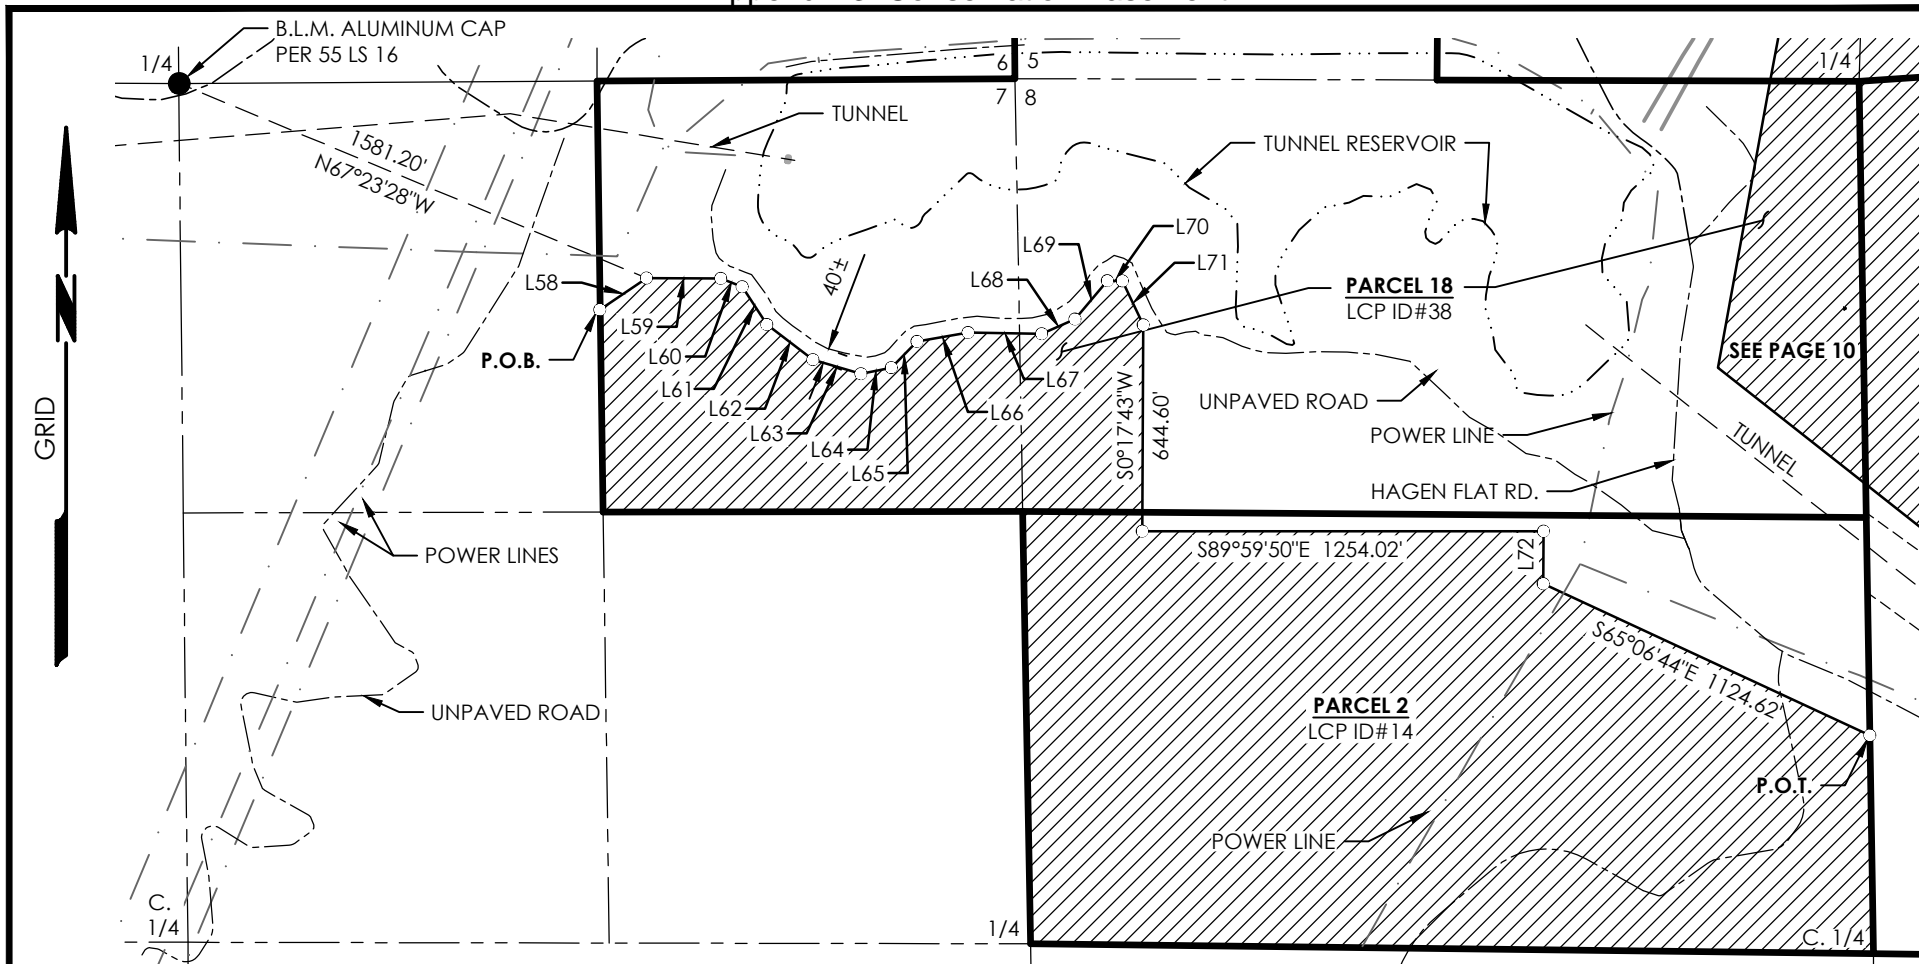 B.L.M. ALUMINUM CAP
PER 55 LS 16
1/4
6
5
1/4
7
8
TUNNEL
1581.20'
N67°23'28"W
TUNNEL RESERVOIR
L70
L69
L71
40'±
L68
L58
PARCEL 18
LCP ID#38
L59
L60
P.O.B.
SEE PAGE 10
L61
L67
L62
L66
UNPAVED ROAD
L63
POWER LINE
L64
L65
S0°17'43"W
644.60'
TUNNEL
GRID
N
HAGEN FLAT RD.
POWER LINES
S89°59'50"E 1254.02'
L72
S65°06'44"E 1124.62'
UNPAVED ROAD
PARCEL 2
LCP ID#14
P.O.T.
POWER LINE
C.
1/4
1/4
C. 1/4